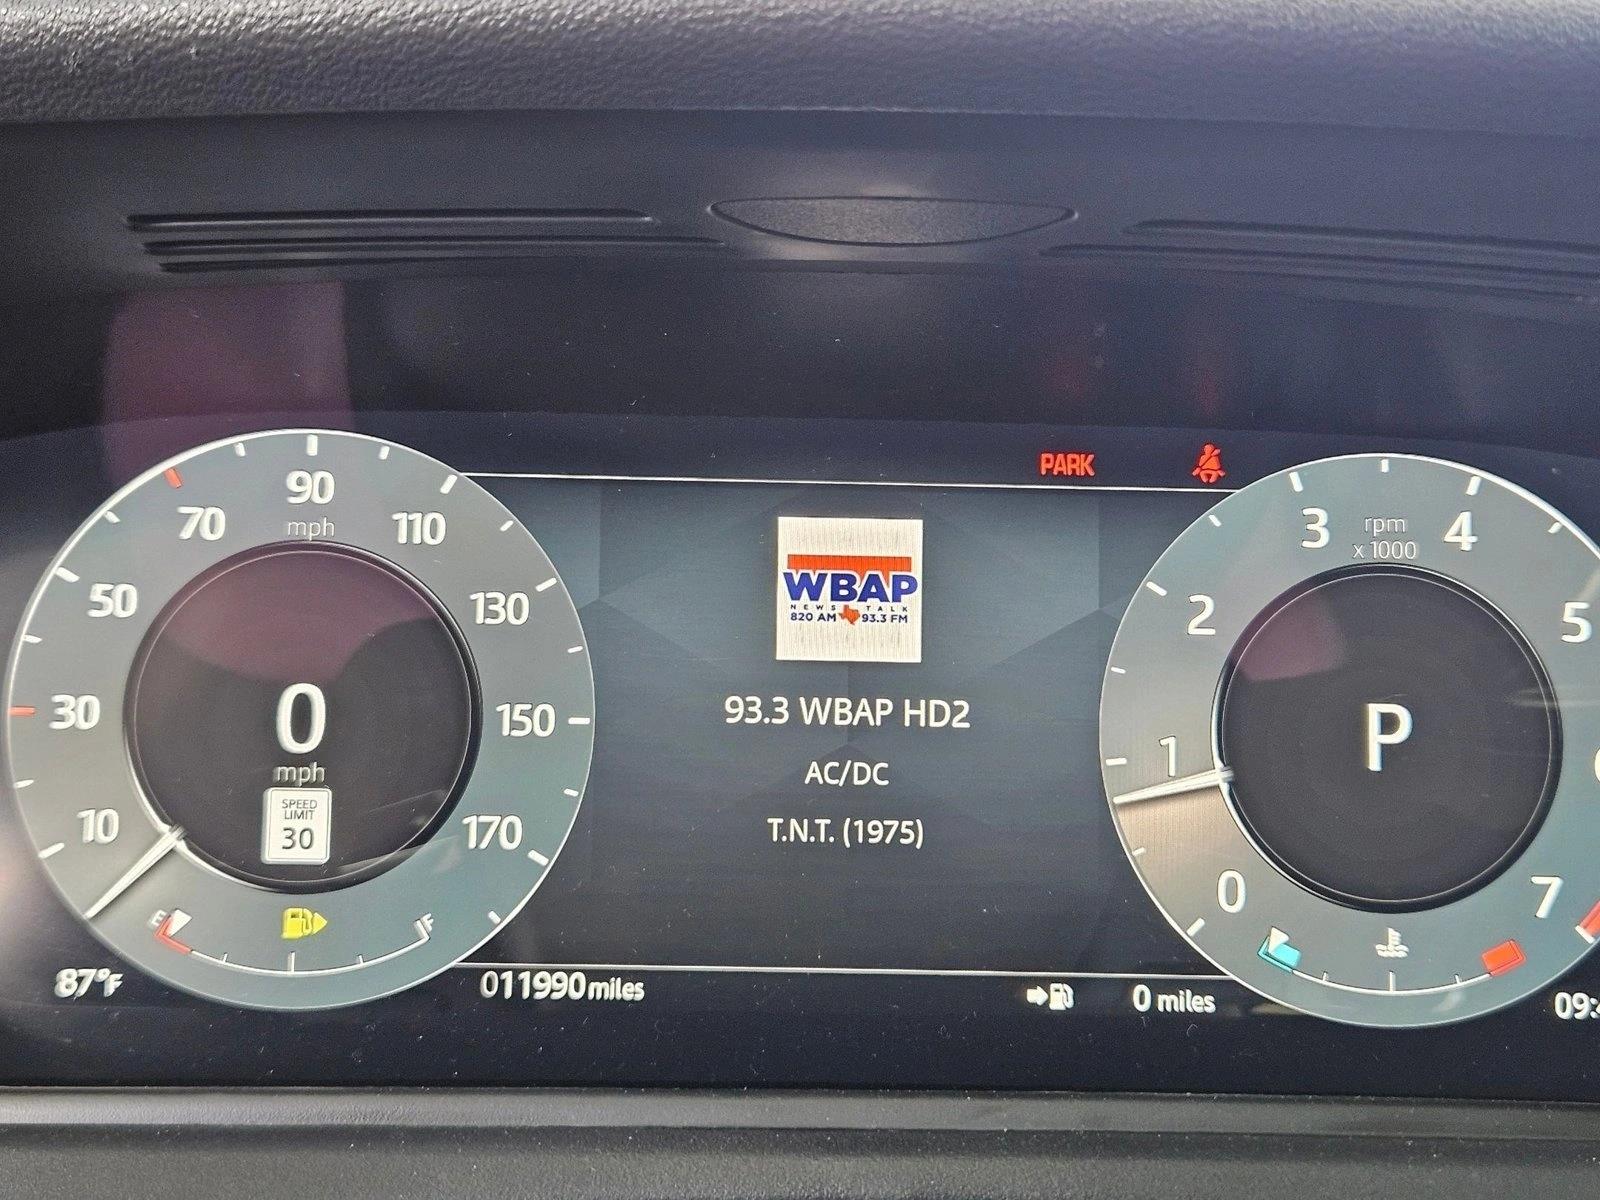 PARK
90
mph
70
110
50
130
30
150
10
170
0
mph
SPEED
LIMIT
30
E
F
87°F
WBAP
NEWS TALK
820 AM 93.3 FM
93.3 WBAP HD2
AC/DC
T.N.T. (1975)
011990 miles
0 miles
3
rpm
x 1000
4
2
5
1
P
0
7
09: